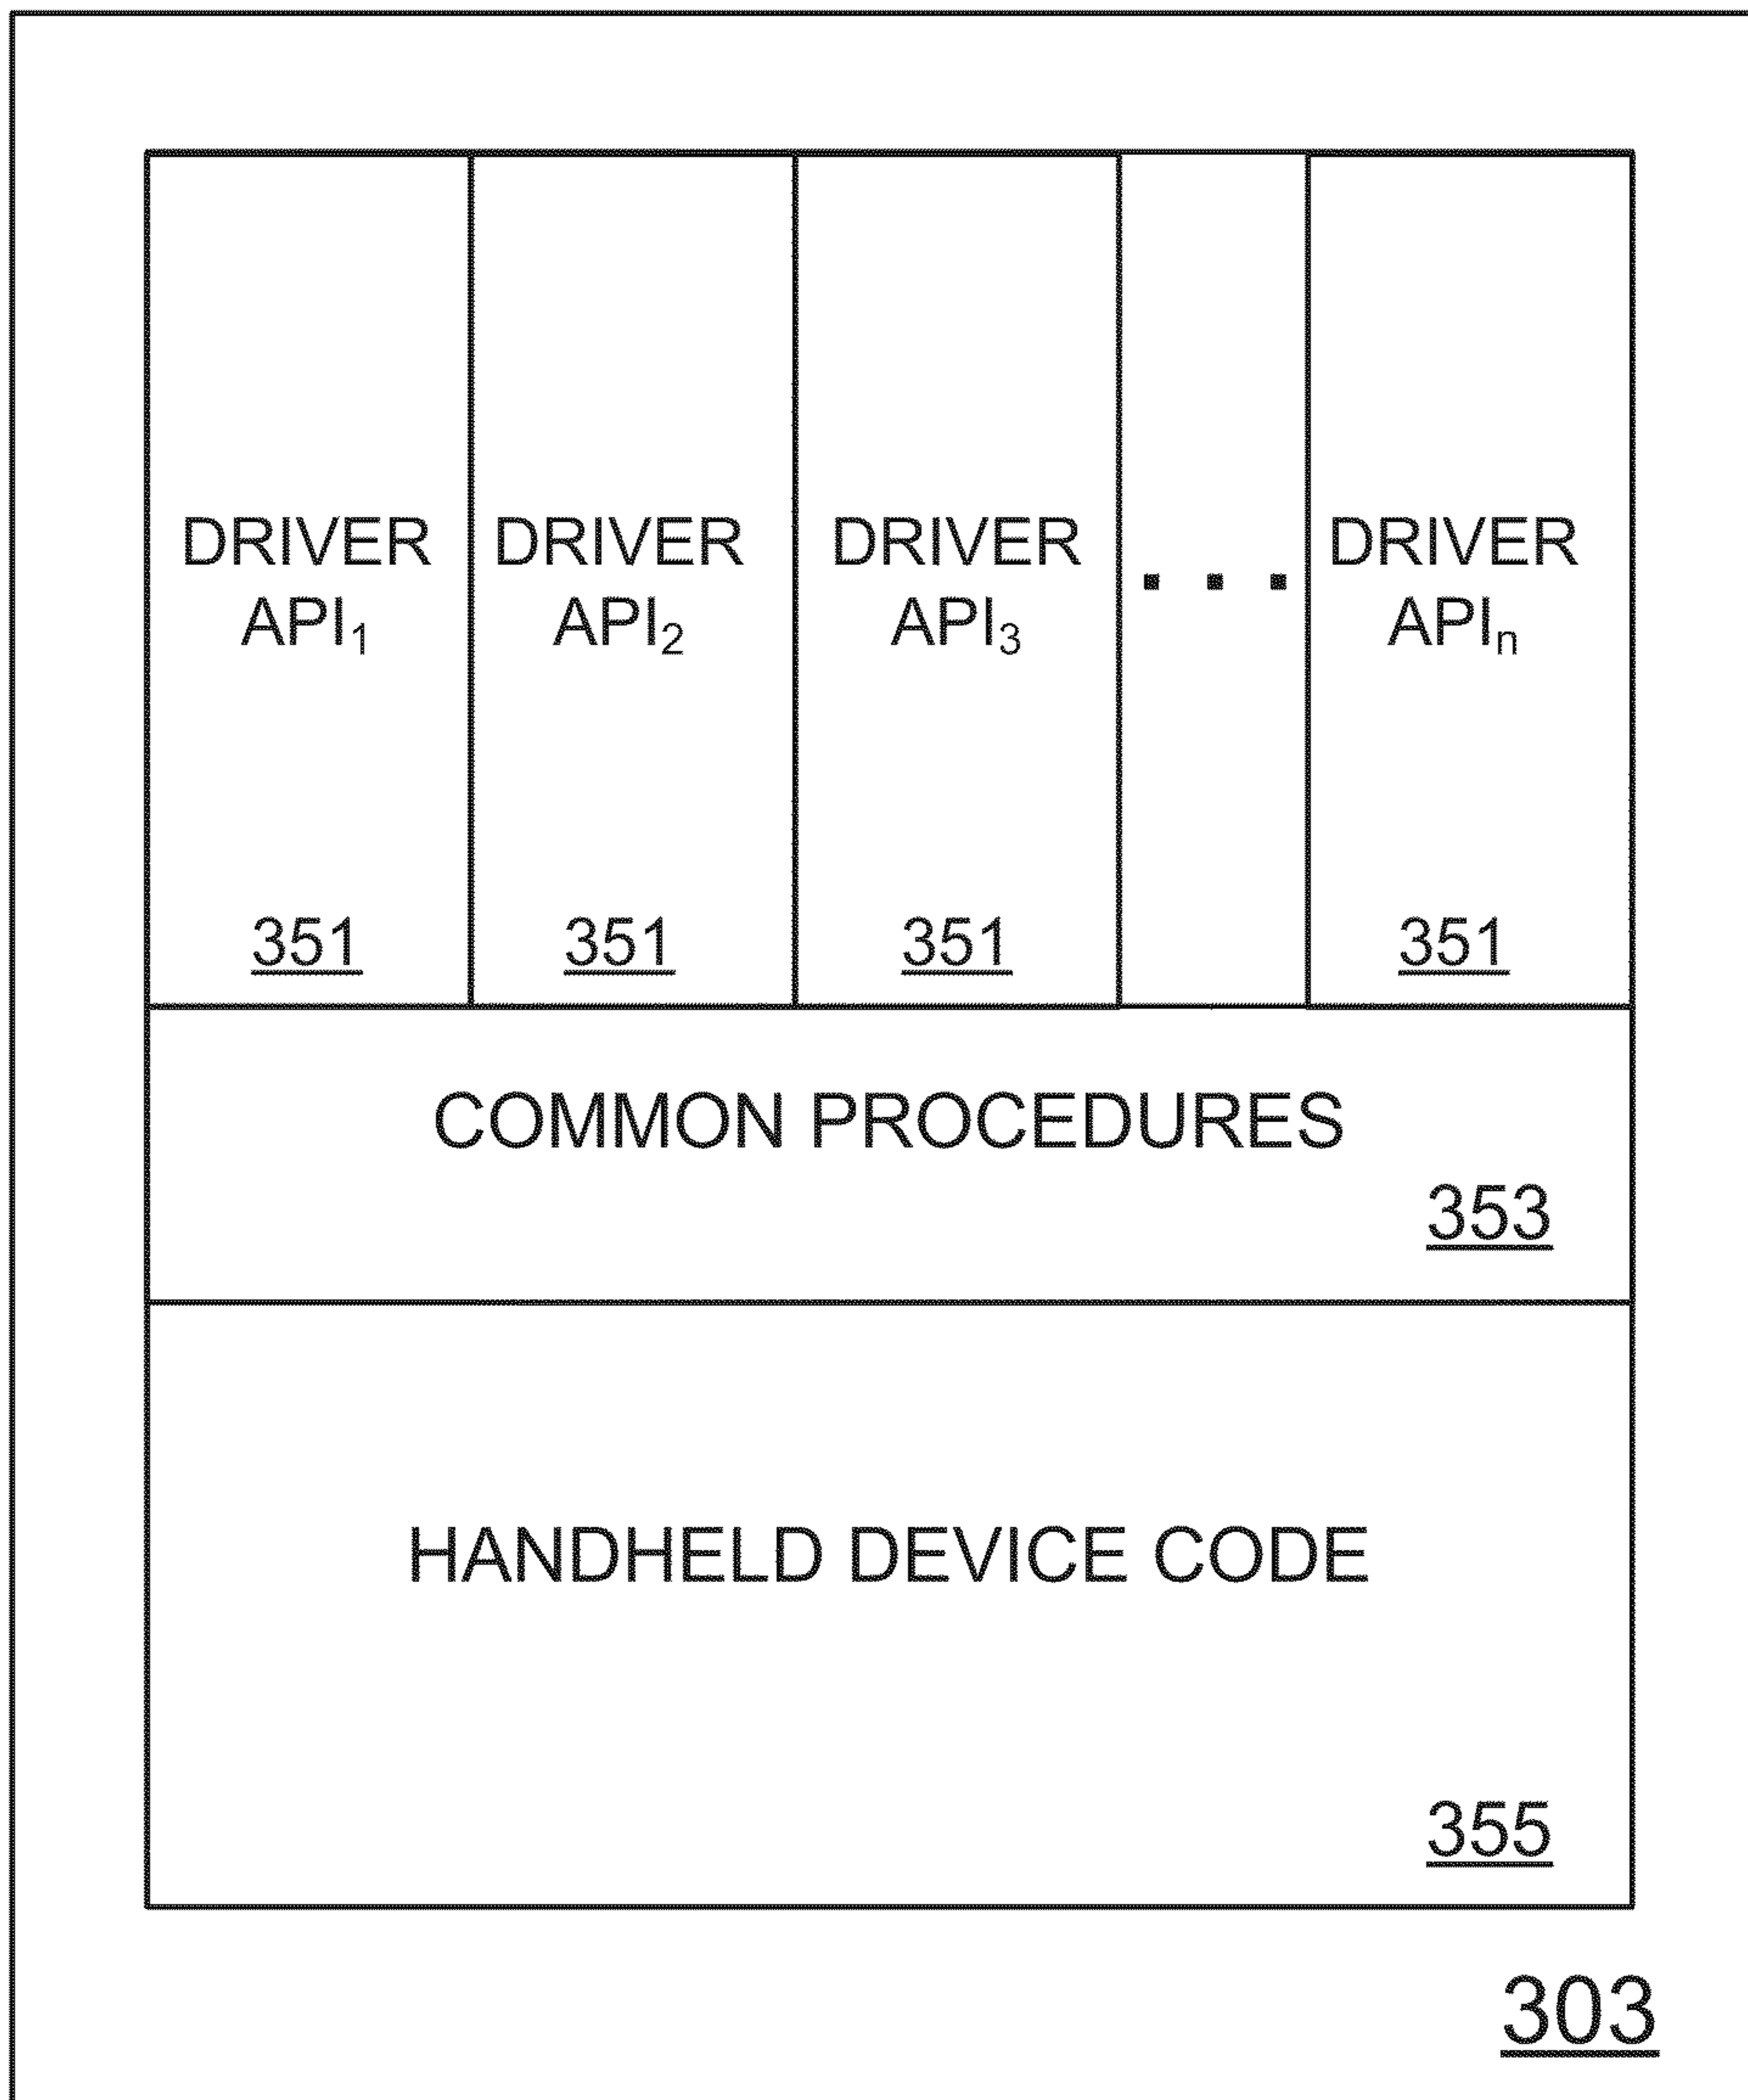 DRIVER DRIVER DRIVER DRIVER
API₁ API₂ API₃ . . . APIₙ
351 351 351 351
COMMON PROCEDURES
353
HANDHELD DEVICE CODE
355
303